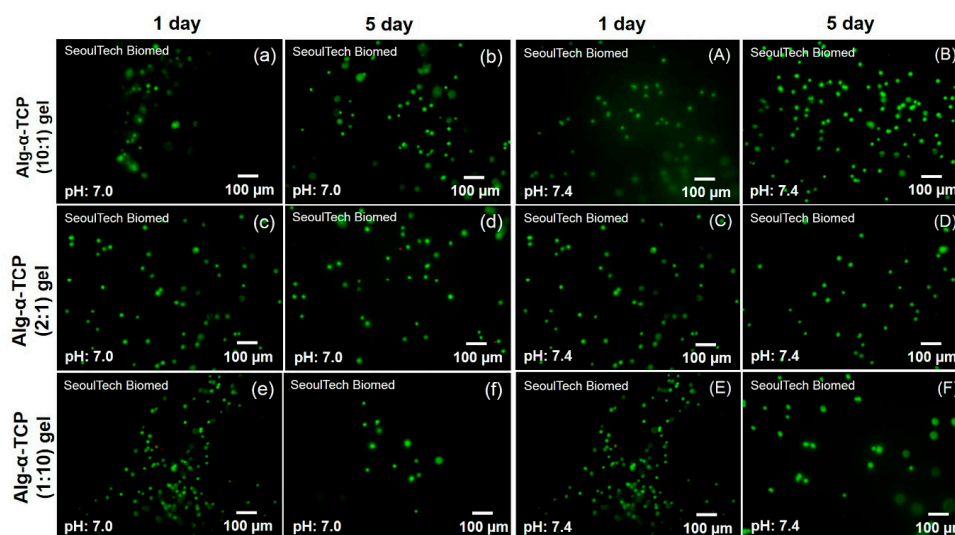 1 day 5 day 1 day 5 day
Alg-α-TCP
(10:1) gel
SeoulTech Biomed (a)
pH: 7.0 100 µm
SeoulTech Biomed (b)
pH: 7.0 100 µm
SeoulTech Biomed (A)
pH: 7.4 100 µm
SeoulTech Biomed (B)
pH: 7.4 100 µm
Alg-α-TCP
(2:1) gel
SeoulTech Biomed (c)
pH: 7.0 100 µm
SeoulTech Biomed (d)
pH: 7.0 100 µm
SeoulTech Biomed (C)
pH: 7.4 100 µm
SeoulTech Biomed (D)
pH: 7.4 100 µm
Alg-α-TCP
(1:10) gel
SeoulTech Biomed (e)
pH: 7.0 100 µm
SeoulTech Biomed (f)
pH: 7.0 100 µm
SeoulTech Biomed (E)
pH: 7.4 100 µm
SeoulTech Biomed (F)
pH: 7.4 100 µm